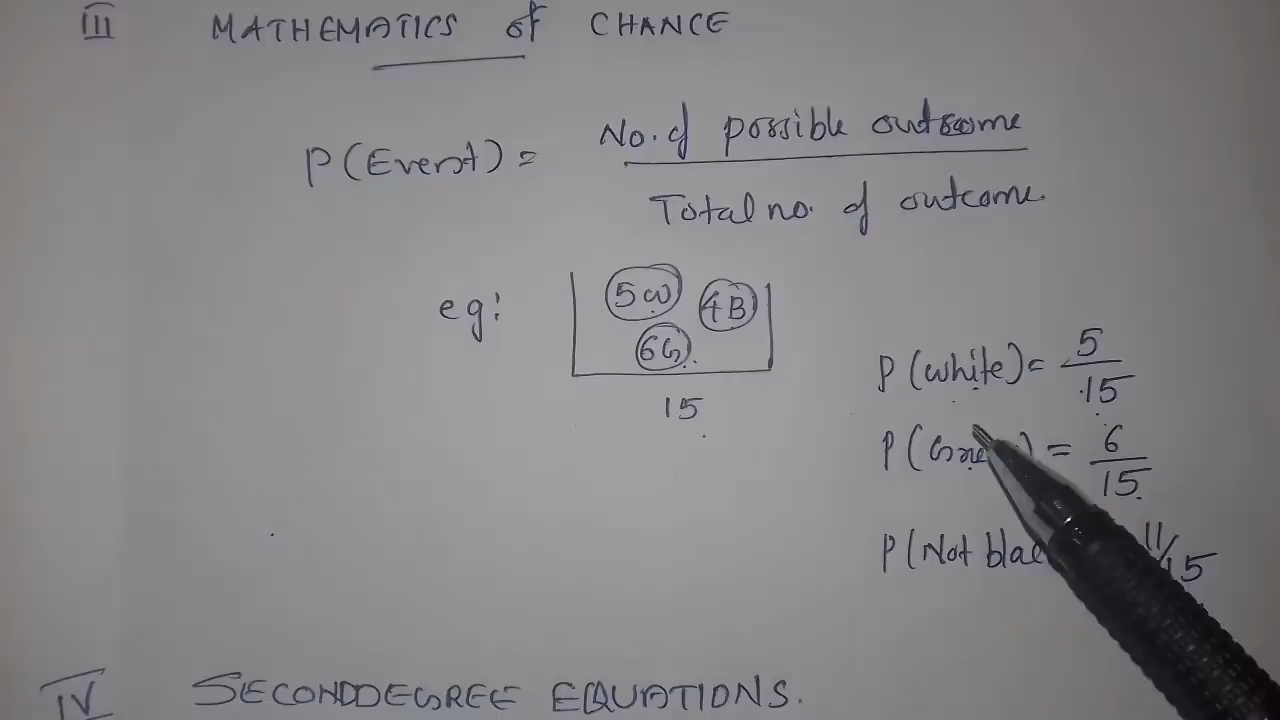 III MATHEMATICS of CHANCE
P(Event) = No. of possible outcome / Total no. of outcome.
eg:
5W 4B
6G
15
P(white) = 5/15
= 6/15
P(Not 11/15
IV SECONDDEGREE EQUATIONS.